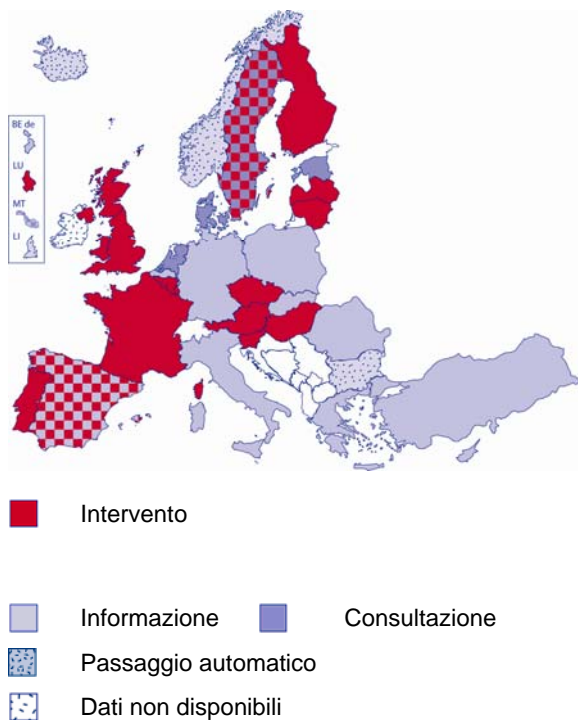 BE de
LU
MT
LI
Intervento
Informazione Consultazione
Passaggio automatico
Dati non disponibili